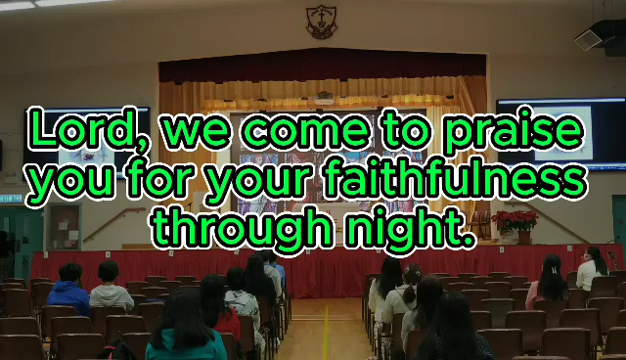 Lord, we come to praise
you for your faithfulness
through night.